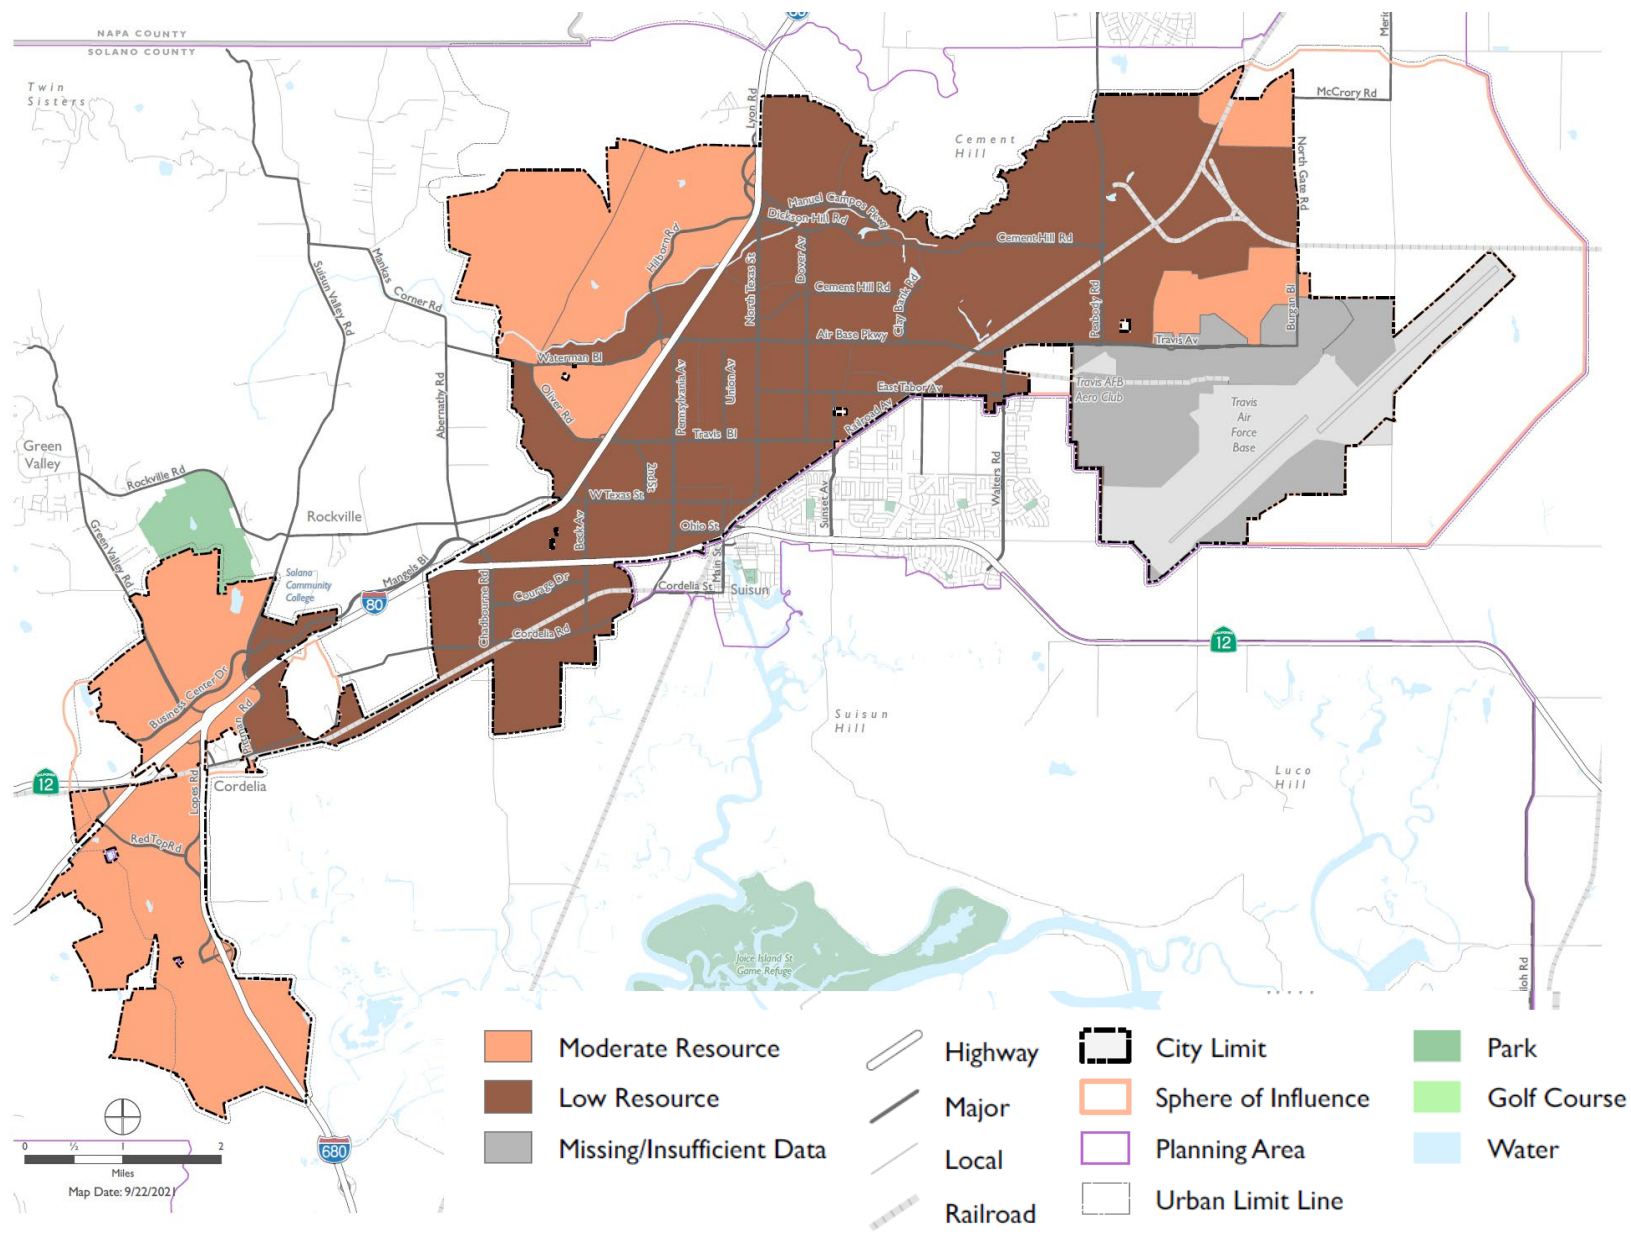 NAPA COUNTY
SOLANO COUNTY
Twin
Sisters
Lyon Rd
Cement
Hill
McCrory Rd
North Gate Rd
Manuel Campos Pkwy
Dickson Hill Rd
Cement Hill Rd
Hilborn Rd
Dover Av
North Texas St
Cement Hill Rd
Clay Bank Rd
Peabody Rd
Burgan Bl
Suisun Valley Rd
Mankas
Corner Rd
Air Base Pkwy
Travis Av
Waterman Bl
Oliver Rd
Pennsylvania Av
Union Av
East Tabor Av
Travis AFB
Aero Club
Abernathy Rd
Railroad Av
Travis
Air
Force
Base
Travis Bl
Green
Valley
Rockville Rd
Walters Rd
Sunset Av
W Texas St
Rockville
Beck Av
Ohio St
Green Valley Rd
Solano
Community
College
Mangels Bl
80
Main St
Chadbourne Rd
Courage Dr
Cordelia St
Suisun
Cordelia Rd
12
Business Center Dr
Suisun
Hill
Luco
Hill
12
Lopes Rd
Cordelia
Red Top Rd
Joice Island St
Game Refuge
Moderate Resource
Low Resource
Missing/Insufficient Data
Highway
Major
Local
Railroad
City Limit
Sphere of Influence
Planning Area
Urban Limit Line
Park
Golf Course
Water
680
0 ½ 1 2
Miles
Map Date: 9/22/2021